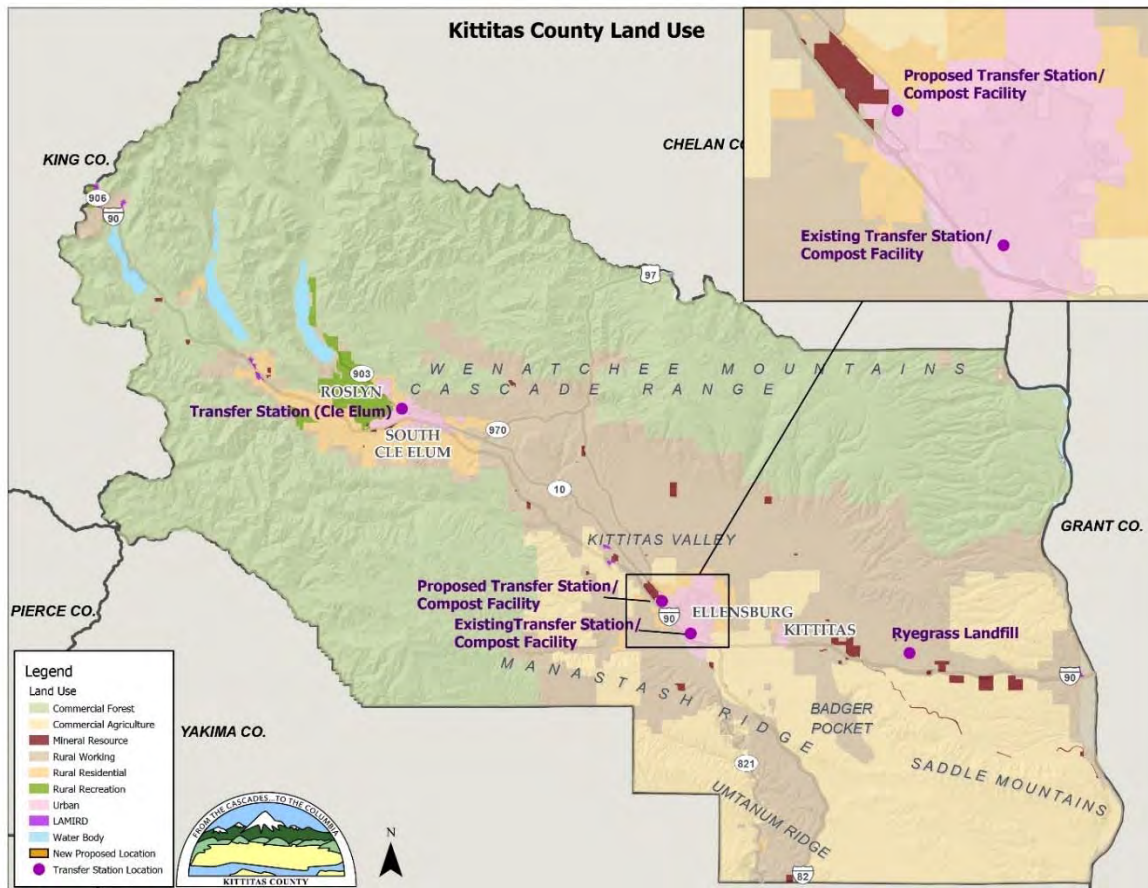 Kittitas County Land Use
Proposed Transfer Station/
Compost Facility
Existing Transfer Station/
Compost Facility
KING CO.
CHELAN CO
906
90
97
WENATCHEE MOUNTAINS
CASCADE RANGE
903
ROSLYN
Transfer Station (Cle Elum)
SOUTH
CLE ELUM
970
10
GRANT CO.
KITTITAS VALLEY
Proposed Transfer Station/
Compost Facility
90
ELLENSBURG
ExistingTransfer Station/
Compost Facility
KITTITAS
Ryegrass Landfill
90
PIERCE CO.
MANASTASH RIDGE
BADGER
POCKET
YAKIMA CO.
821
SADDLE MOUNTAINS
UMTANUM RIDGE
82
Legend
Land Use
Commercial Forest
Commercial Agriculture
Mineral Resource
Rural Working
Rural Residential
Rural Recreation
Urban
LAMIRD
Water Body
New Proposed Location
Transfer Station Location
FROM THE CASCADES...TO THE COLUMBIA
KITTITAS COUNTY
N